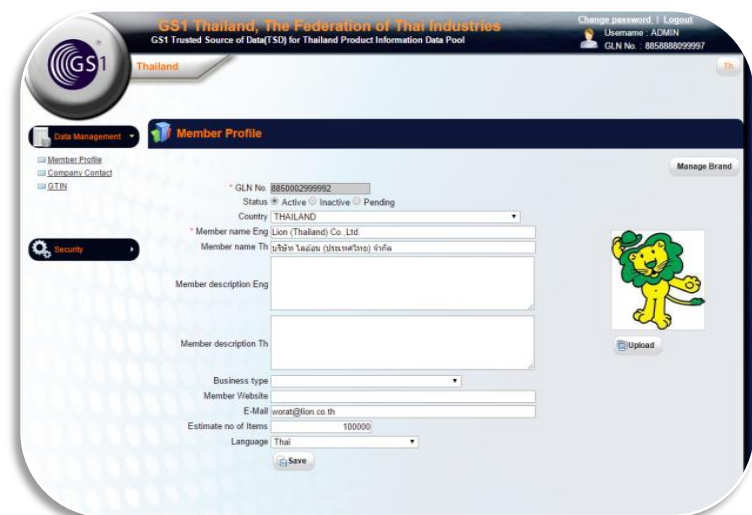 GS1 Thailand, The Federation of Thai Industries
GS1 Trusted Source of Data(TSD) for Thailand Product Information Data Pool
Change password | Logout
Username : ADMIN
GLN No. : 8858888099997
GS1
Thailand
Th
Data Management
Member Profile
Member Profile
Company Contact
GTIN
Manage Brand
Security
* GLN No. 8850002999992
Status Active Inactive Pending
Country THAILAND
* Member name Eng Lion (Thailand) Co.,Ltd.
Member name Th บริษัท ไลอ้อน (ประเทศไทย) จำกัด
Member description Eng
Member description Th
Upload
Business type
Member Website
E-Mail worat@lion.co.th
Estimate no of Items 100000
Language Thai
Save